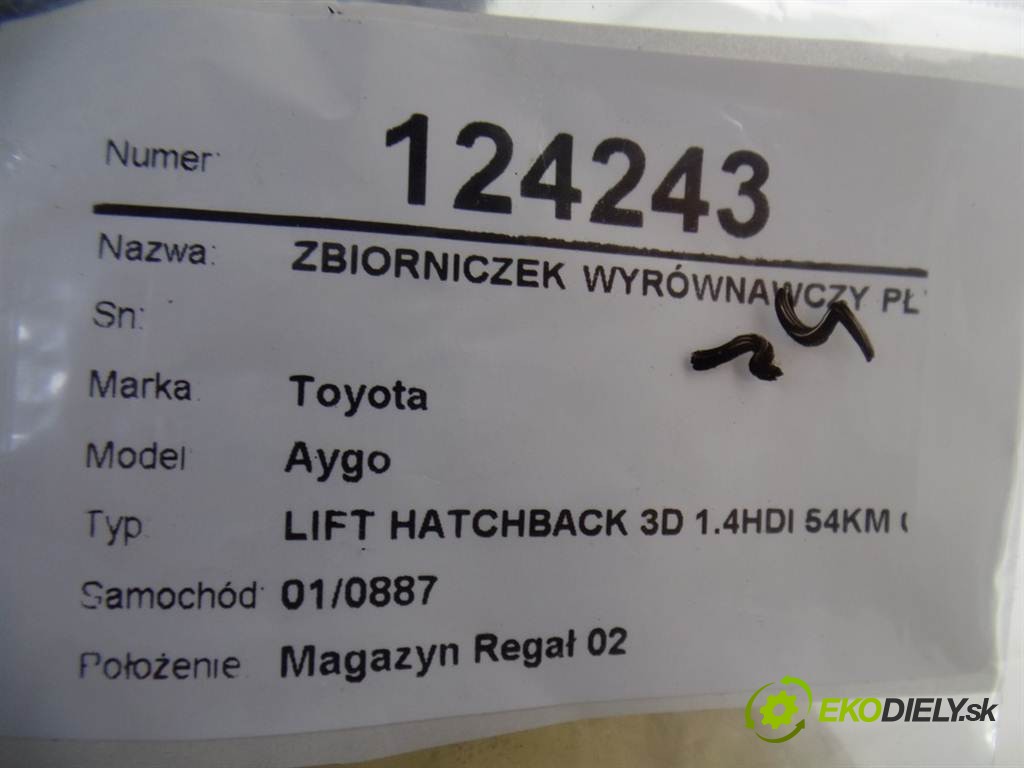 Numer: 124243
Nazwa: ZBIORNICZEK WYRÓWNAWCZY PŁ
Sn:
Marka: Toyota
Model Aygo
Typ LIFT HATCHBACK 3D 1.4HDI 54KM
Samochód: 01/0887
Położenie Magazyn Regał 02
EKODIELY.sk